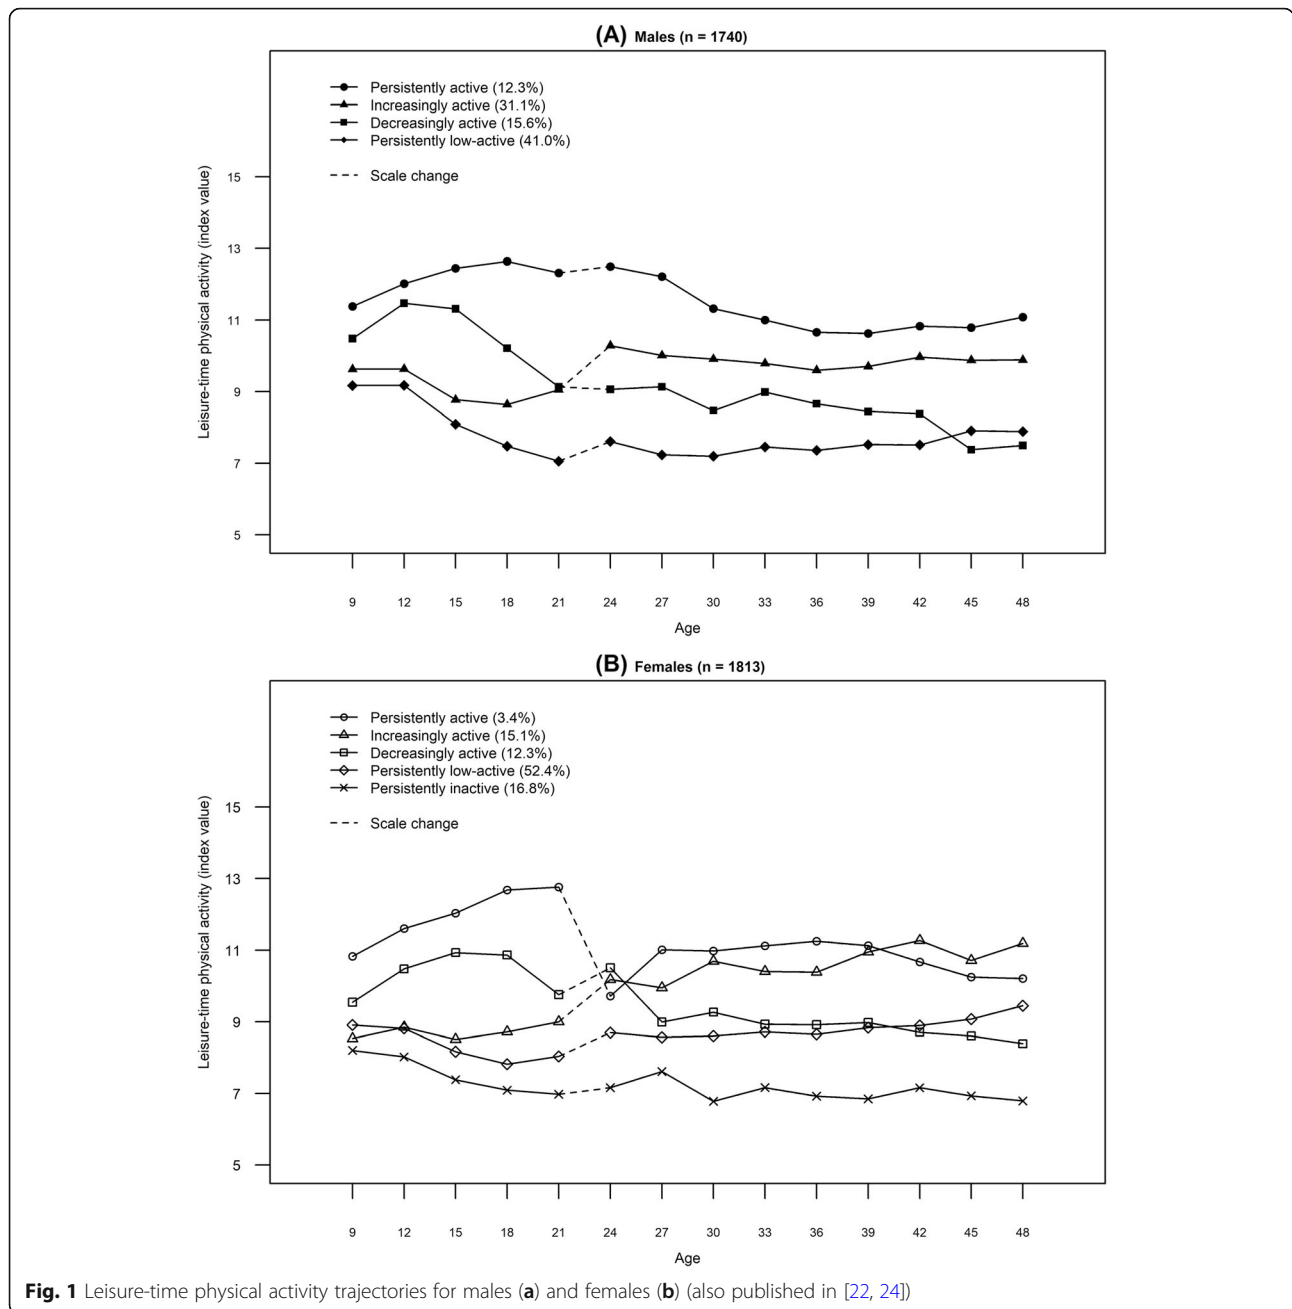 (A) Males (n = 1740)
Persistently active (12.3%)
Increasingly active (31.1%)
Decreasingly active (15.6%)
Persistently low-active (41.0%)
Scale change
Leisure-time physical activity (index value)
15
13
11
9
7
5
9 12 15 18 21 24 27 30 33 36 39 42 45 48
Age
(B) Females (n = 1813)
Persistently active (3.4%)
Increasingly active (15.1%)
Decreasingly active (12.3%)
Persistently low-active (52.4%)
Persistently inactive (16.8%)
Scale change
Leisure-time physical activity (index value)
15
13
11
9
7
5
9 12 15 18 21 24 27 30 33 36 39 42 45 48
Age
Fig. 1 Leisure-time physical activity trajectories for males (a) and females (b) (also published in [22, 24])